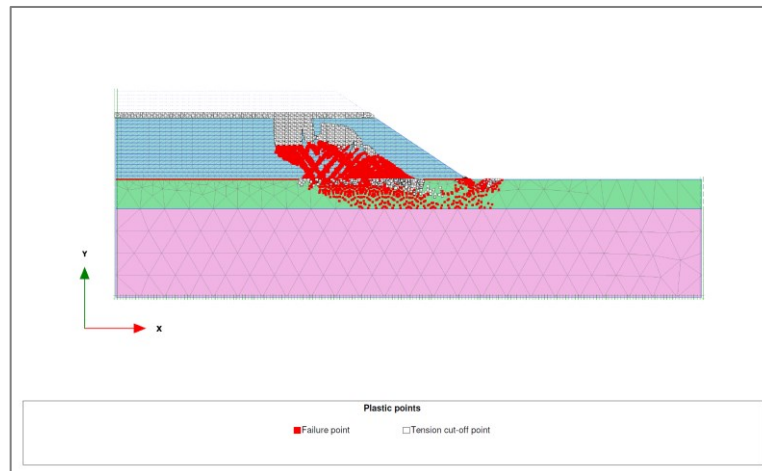 Y
X
Plastic points
Failure point
Tension cut-off point